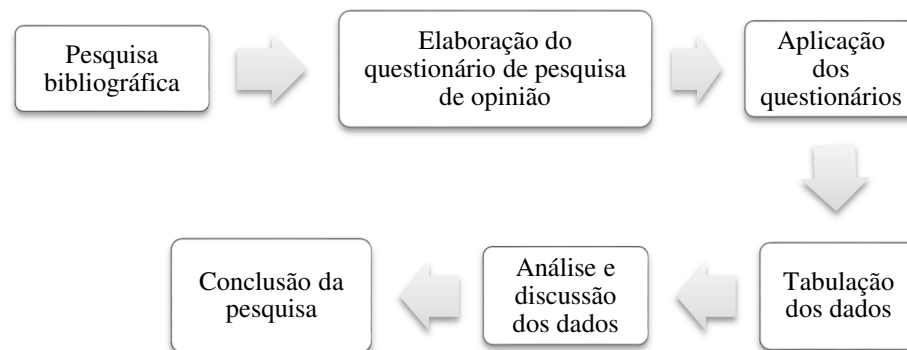 Pesquisa
bibliográfica
Elaboração do
questionário de pesquisa
de opinião
Aplicação
dos
questionários
Tabulação
dos dados
Análise e
discussão
dos dados
Conclusão da
pesquisa